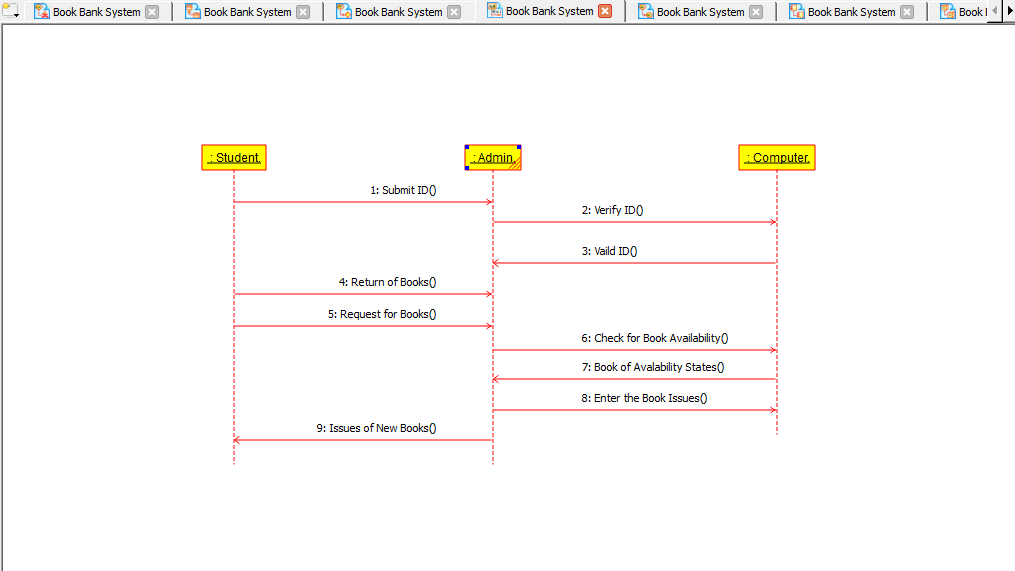 Book Bank System
Book Bank System
Book Bank System
Book Bank System
Book Bank System
Book Bank System
Book
: Student.
: Admin.
: Computer.
1: Submit ID()
2: Verify ID()
3: Vaild ID()
4: Return of Books()
5: Request for Books()
6: Check for Book Availability()
7: Book of Avalability States()
8: Enter the Book Issues()
9: Issues of New Books()